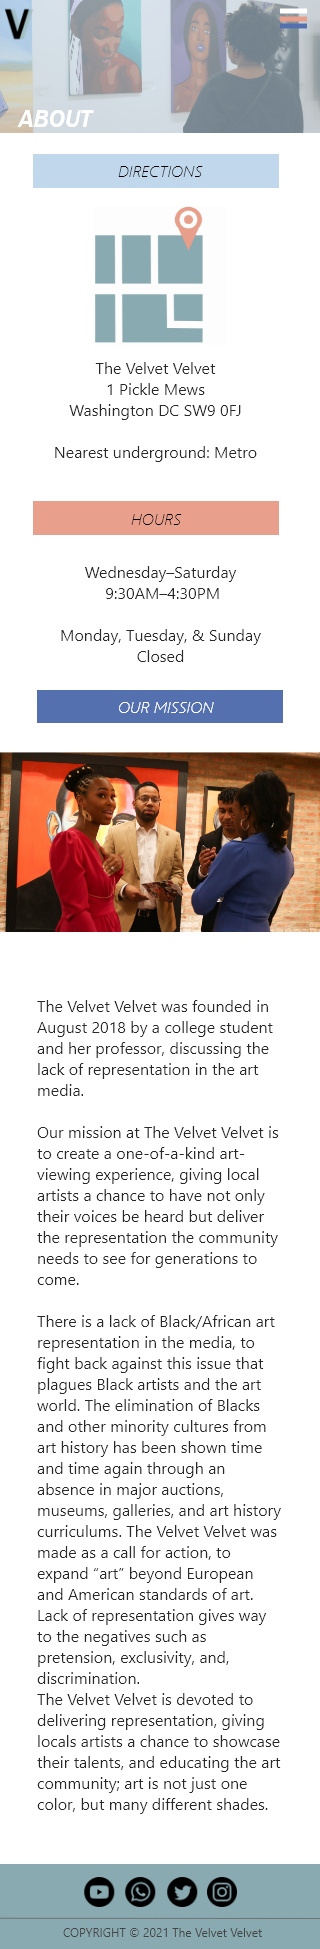 V
ABOUT
DIRECTIONS
The Velvet Velvet
1 Pickle Mews
Washington DC SW9 0FJ
Nearest underground: Metro
HOURS
Wednesday–Saturday
9:30AM–4:30PM
Monday, Tuesday, & Sunday
Closed
OUR MISSION
The Velvet Velvet was founded in
August 2018 by a college student
and her professor, discussing the
lack of representation in the art
media.
Our mission at The Velvet Velvet is
to create a one-of-a-kind art-
viewing experience, giving local
artists a chance to have not only
their voices be heard but deliver
the representation the community
needs to see for generations to
come.
There is a lack of Black/African art
representation in the media, to
fight back against this issue that
plagues Black artists and the art
world. The elimination of Blacks
and other minority cultures from
art history has been shown time
and time again through an
absence in major auctions,
museums, galleries, and art history
curriculums. The Velvet Velvet was
made as a call for action, to
expand “art” beyond European
and American standards of art.
Lack of representation gives way
to the negatives such as
pretension, exclusivity, and,
discrimination.
The Velvet Velvet is devoted to
delivering representation, giving
locals artists a chance to showcase
their talents, and educating the art
community; art is not just one
color, but many different shades.
COPYRIGHT © 2021 The Velvet Velvet